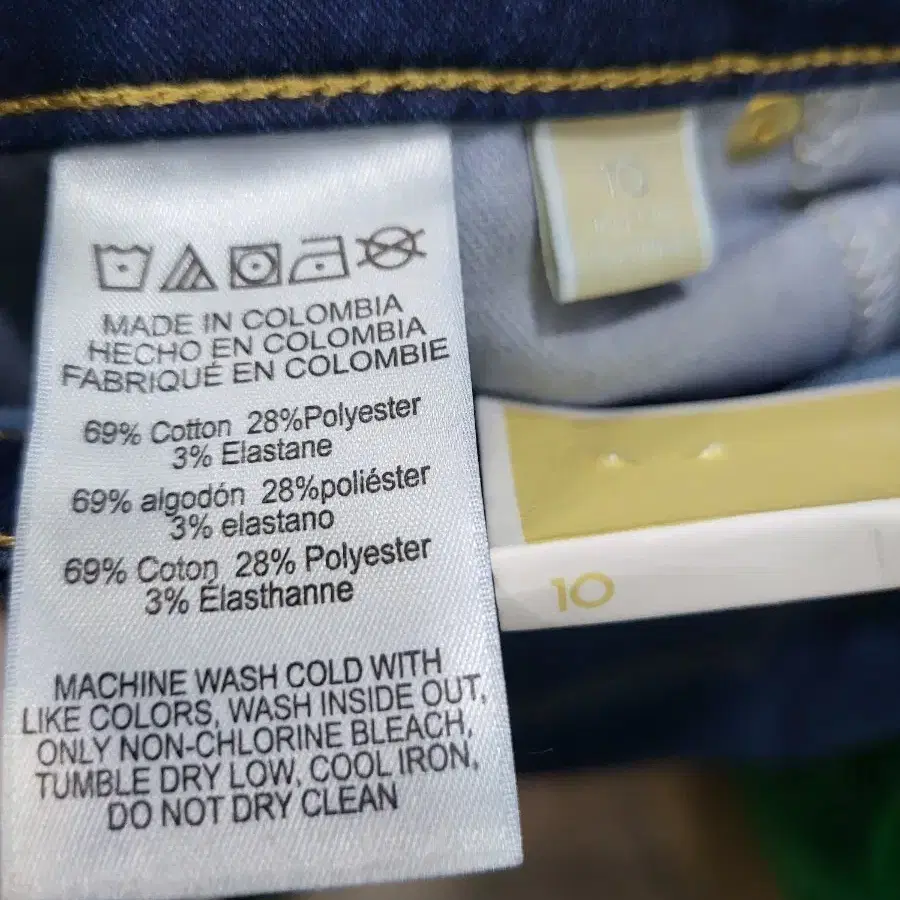 MADE IN COLOMBIA
HECHO EN COLOMBIA
FABRIQUÉ EN COLOMBIE
69% Cotton 28%Polyester
3% Elastane
69% algodón 28%poliéster
3% elastano
69% Coton 28% Polyester
3% Élasthanne
MACHINE WASH COLD WITH
LIKE COLORS, WASH INSIDE OUT,
ONLY NON-CHLORINE BLEACH,
TUMBLE DRY LOW, COOL IRON,
DO NOT DRY CLEAN
10
10